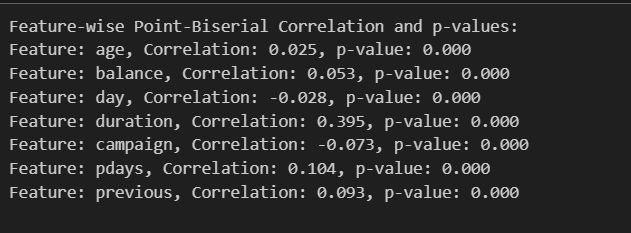 Feature-wise Point-Biserial Correlation and p-values:
Feature: age, Correlation: 0.025, p-value: 0.000
Feature: balance, Correlation: 0.053, p-value: 0.000
Feature: day, Correlation: -0.028, p-value: 0.000
Feature: duration, Correlation: 0.395, p-value: 0.000
Feature: campaign, Correlation: -0.073, p-value: 0.000
Feature: pdays, Correlation: 0.104, p-value: 0.000
Feature: previous, Correlation: 0.093, p-value: 0.000